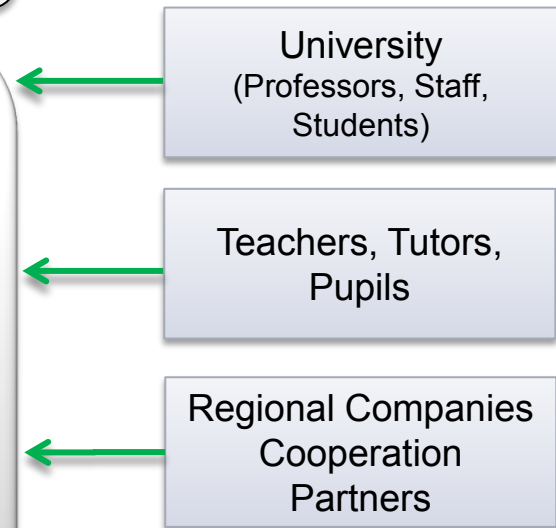 University
(Professors, Staff,
Students)
Teachers, Tutors,
Pupils
Regional Companies
Cooperation
Partners